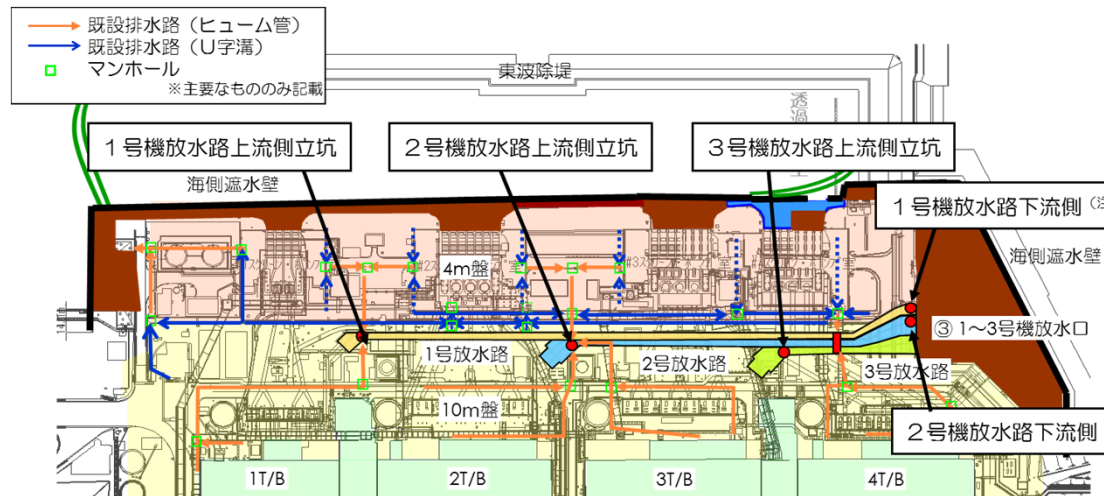 既設排水路（ヒューム管）
既設排水路（U字溝）
マンホール
※主要なもののみ記載
東波除堤
１号機放水路上流側立坑
２号機放水路上流側立坑
３号機放水路上流側立坑
海側遮水壁
１号機放水路下流側
海側遮水壁
4m盤
③ 1～3号機放水口
1号放水路
2号放水路
3号放水路
10m盤
２号機放水路下流側
1T/B
2T/B
3T/B
4T/B